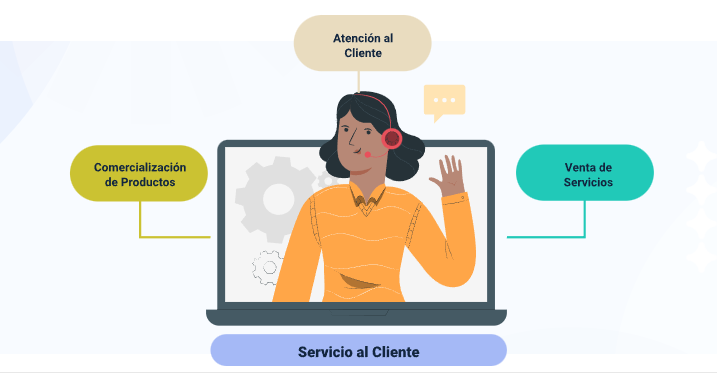 Atención al
Cliente
Comercialización
de Productos
Venta de
Servicios
Servicio al Cliente